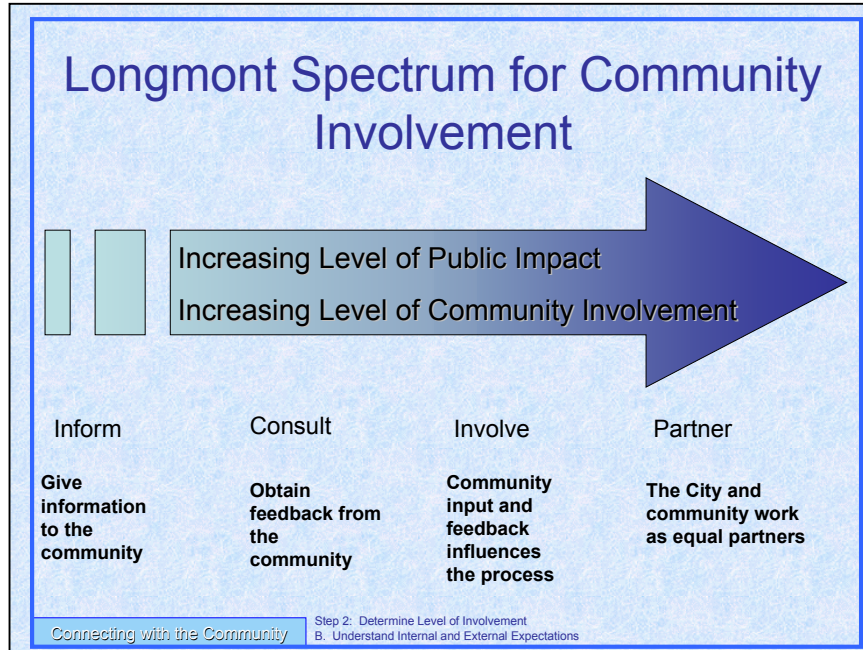 Longmont Spectrum for Community
Involvement
Increasing Level of Public Impact
Increasing Level of Community Involvement
Inform
Give
information
to the
community
Consult
Obtain
feedback from
the
community
Involve
Community
input and
feedback
influences
the process
Partner
The City and
community work
as equal partners
Connecting with the Community
Step 2: Determine Level of Involvement
B. Understand Internal and External Expectations